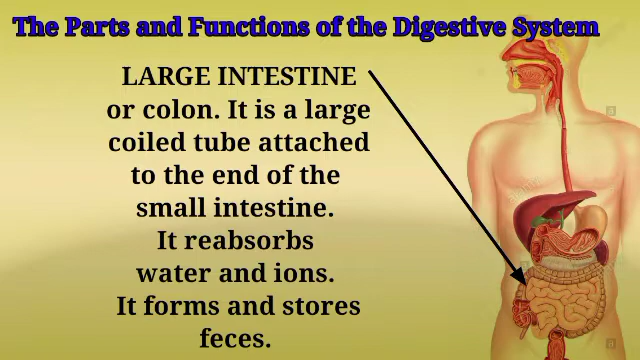 The Parts and Functions of the Digestive System
LARGE INTESTINE
or colon. It is a large
coiled tube attached
to the end of the
small intestine.
It reabsorbs
water and ions.
It forms and stores
feces.